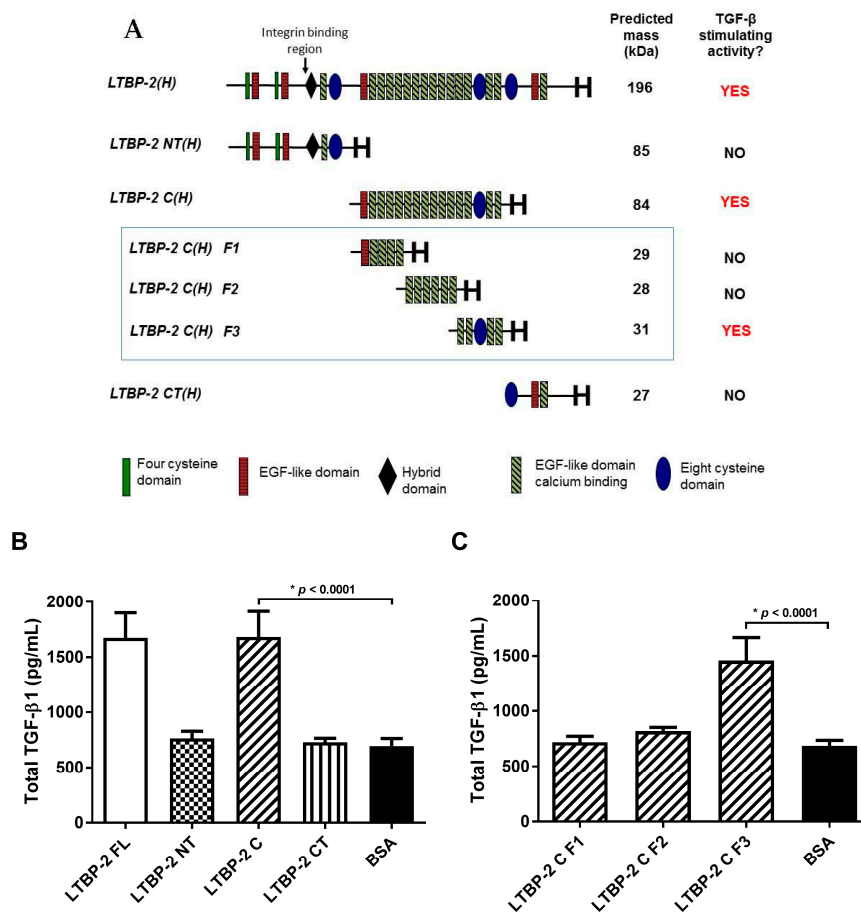 A
Integrin binding
region
Predicted
mass
(kDa)
TGF-β
stimulating
activity?
LTBP-2(H)
196
YES
LTBP-2 NT(H)
85
NO
LTBP-2 C(H)
84
YES
LTBP-2 C(H) F1
29
NO
LTBP-2 C(H) F2
28
NO
LTBP-2 C(H) F3
31
YES
LTBP-2 CT(H)
27
NO
H
H
H
H
H
H
H
Four cysteine
domain
EGF-like domain
Hybrid
domain
EGF-like domain
calcium binding
Eight cysteine
domain
B
* p < 0.0001
Total TGF-β1 (pg/mL)
2000
1500
1000
500
0
LTBP-2 FL
LTBP-2 NT
LTBP-2 C
LTBP-2 CT
BSA
C
* p < 0.0001
Total TGF-β1 (pg/mL)
2000
1500
1000
500
0
LTBP-2 C F1
LTBP-2 C F2
LTBP-2 C F3
BSA